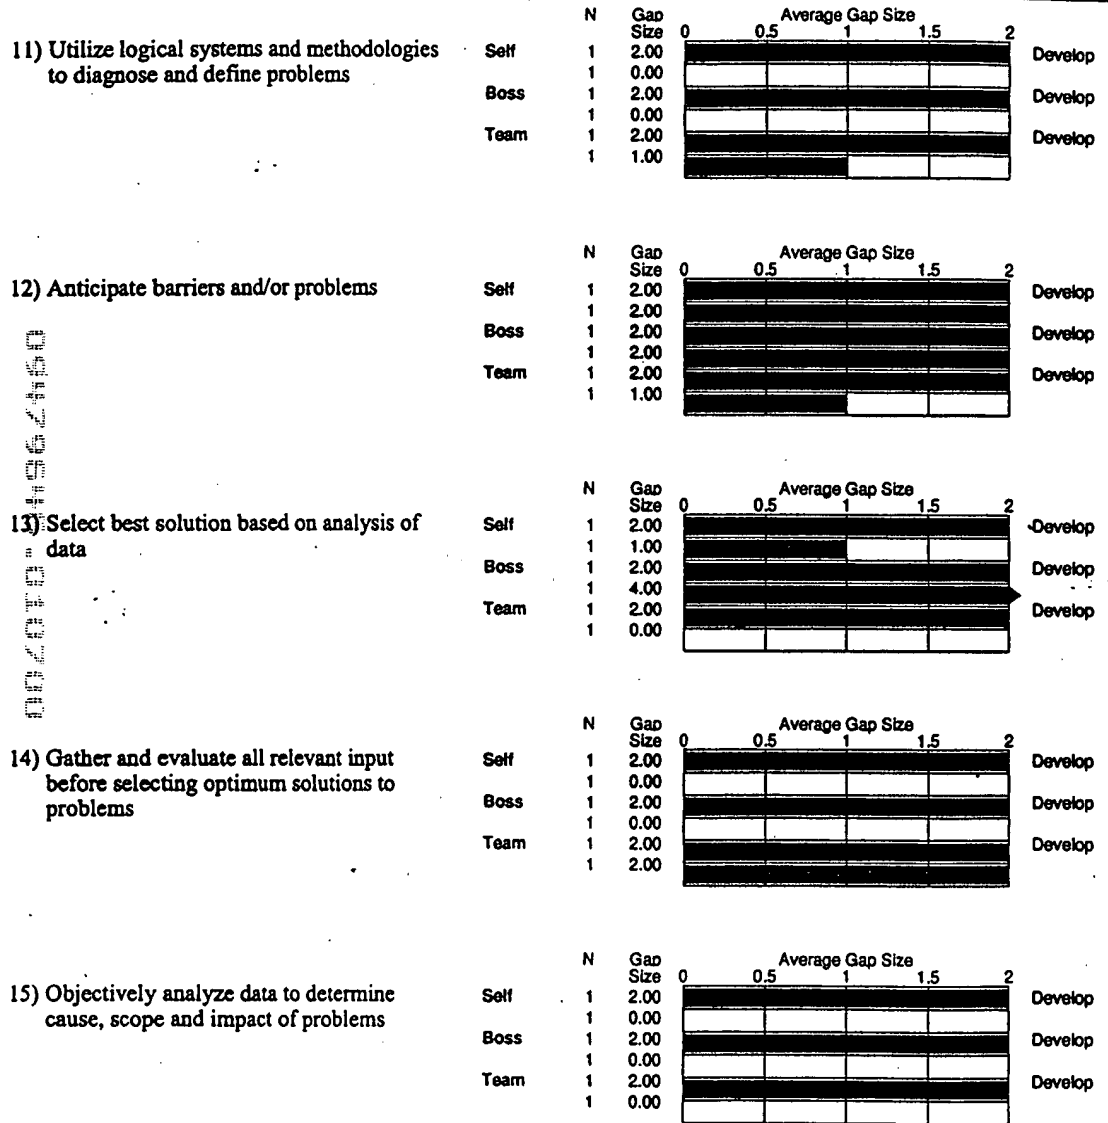 N Gap Average Gap Size
Size 0 0.5 1 1.5 2
11) Utilize logical systems and methodologies Self 1 2.00 Develop
to diagnose and define problems 1 0.00
Boss 1 2.00 Develop
1 0.00
Team 1 2.00 Develop
1 1.00
N Gap Average Gap Size
Size 0 0.5 1 1.5 2
12) Anticipate barriers and/or problems Self 1 2.00 Develop
1 2.00
Boss 1 2.00 Develop
1 2.00
Team 1 2.00 Develop
1 1.00
N Gap Average Gap Size
Size 0 0.5 1 1.5 2
13) Select best solution based on analysis of Self 1 2.00 Develop
data 1 1.00
Boss 1 2.00 Develop
1 4.00
Team 1 2.00 Develop
1 0.00
N Gap Average Gap Size
Size 0 0.5 1 1.5 2
14) Gather and evaluate all relevant input Self 1 2.00 Develop
before selecting optimum solutions to 1 0.00
problems Boss 1 2.00 Develop
1 0.00
Team 1 2.00 Develop
1 2.00
N Gap Average Gap Size
Size 0 0.5 1 1.5 2
15) Objectively analyze data to determine Self 1 2.00 Develop
cause, scope and impact of problems 1 0.00
Boss 1 2.00 Develop
1 0.00
Team 1 2.00 Develop
1 0.00